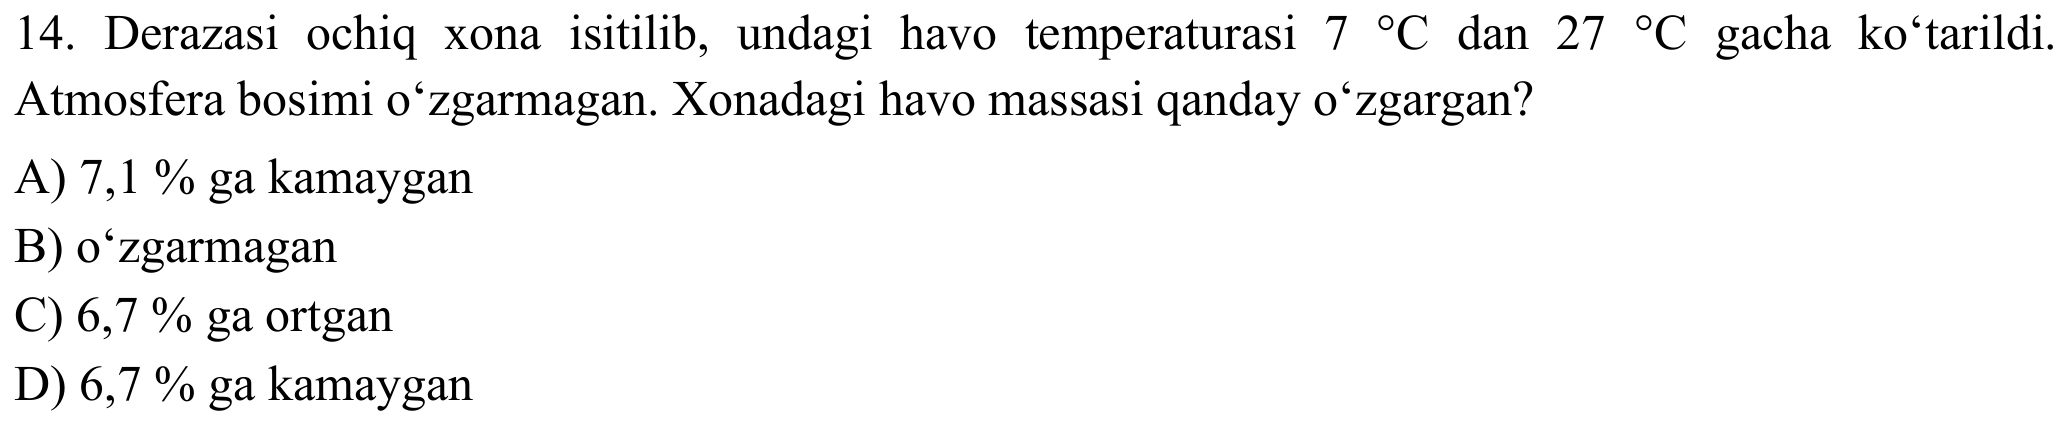 14. Derazasi ochiq xona isitilib, undagi havo temperaturasi 7 °C dan 27 °C gacha ko‘tarildi.
Atmosfera bosimi o‘zgarmagan. Xonadagi havo massasi qanday o‘zgargan?
A) 7,1 % ga kamaygan
B) o‘zgarmagan
C) 6,7 % ga ortgan
D) 6,7 % ga kamaygan